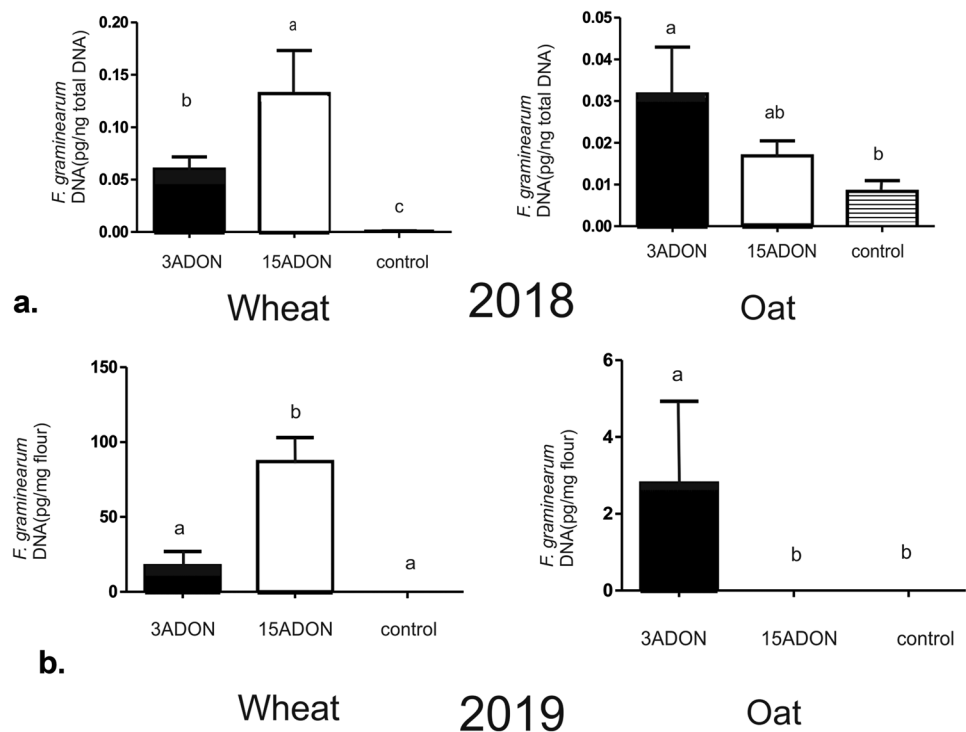 F. graminearum
DNA(pg/ng total DNA)
0.20
0.15
0.10
0.05
0.00
b
a
c
3ADON 15ADON control
Wheat
F. graminearum
DNA(pg/ng total DNA)
0.05
0.04
0.03
0.02
0.01
0.00
a
ab
b
3ADON 15ADON control
Oat
a.
2018
F. graminearum
DNA(pg/mg flour)
150
100
50
0
a
b
a
3ADON 15ADON control
Wheat
F. graminearum
DNA(pg/mg flour)
6
4
2
0
a
b
b
3ADON 15ADON control
Oat
b.
2019